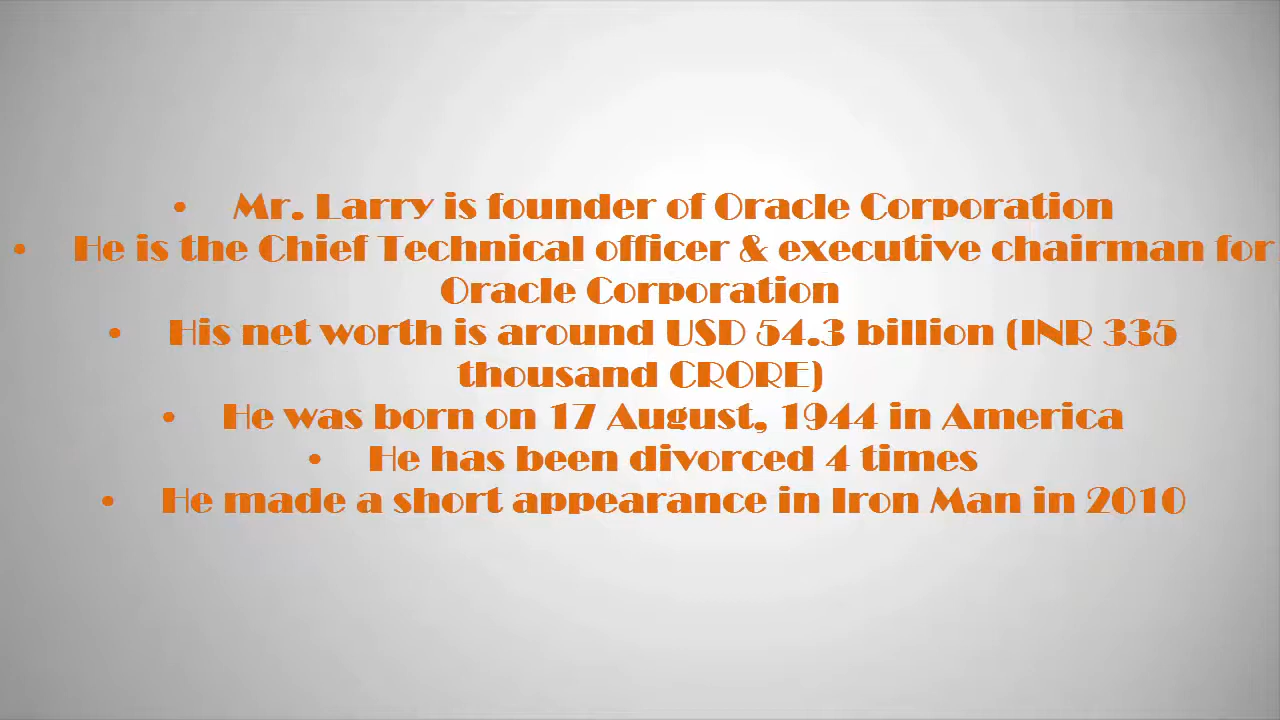 • Mr. Larry is founder of Oracle Corporation
• He is the Chief Technical officer & executive chairman for
Oracle Corporation
• His net worth is around USD 54.3 billion (INR 335
thousand CRORE)
• He was born on 17 August, 1944 in America
• He has been divorced 4 times
• He made a short appearance in Iron Man in 2010